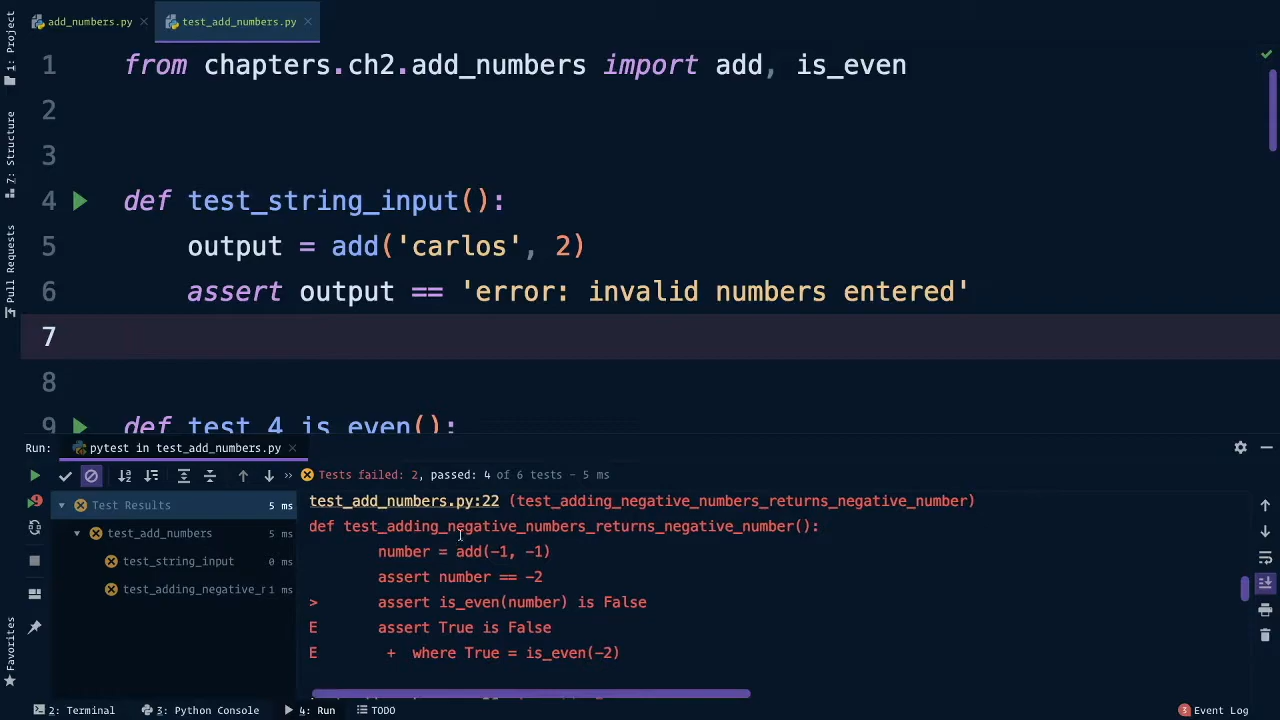 add_numbers.py
test_add_numbers.py
1: Project
7: Structure
Pull Requests
Favorites
1 from chapters.ch2.add_numbers import add, is_even
2
3
4 def test_string_input():
5 output = add('carlos', 2)
6 assert output == 'error: invalid numbers entered'
7
8
9 def test_4_is_even():
Run: pytest in test_add_numbers.py
» Tests failed: 2, passed: 4 of 6 tests – 5 ms
Test Results 5 ms
test_add_numbers 5 ms
test_string_input 0 ms
test_adding_negative_r 1 ms
test_add_numbers.py:22 (test_adding_negative_numbers_returns_negative_number)
def test_adding_negative_numbers_returns_negative_number():
number = add(-1, -1)
assert number == -2
> assert is_even(number) is False
E assert True is False
E + where True = is_even(-2)
2: Terminal
3: Python Console
4: Run
TODO
3 Event Log